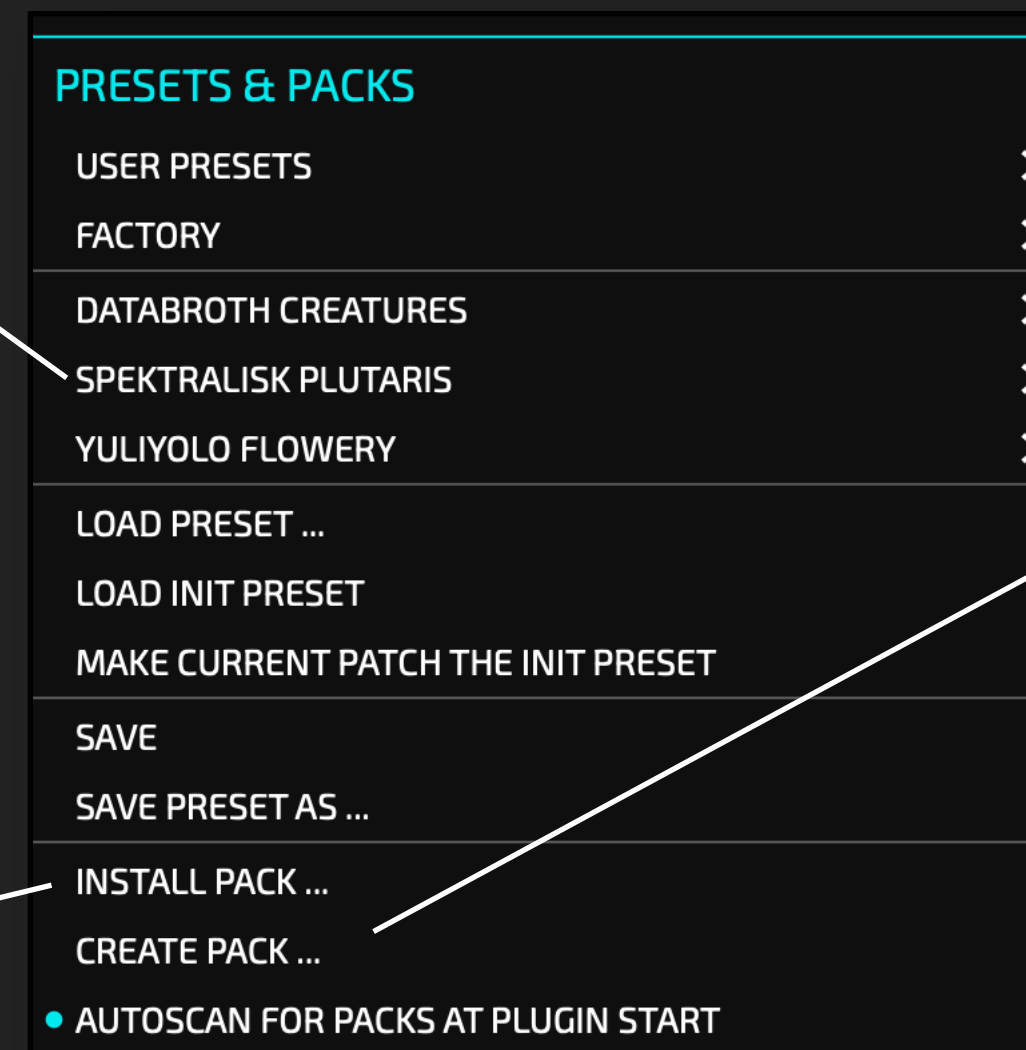 PRESETS & PACKS
USER PRESETS
FACTORY
DATABROTH CREATURES
SPEKTRALISK PLUTARIS
YULIYOLO FLOWERY
LOAD PRESET ...
LOAD INIT PRESET
MAKE CURRENT PATCH THE INIT PRESET
SAVE
SAVE PRESET AS ...
INSTALL PACK ...
CREATE PACK ...
AUTOSCAN FOR PACKS AT PLUGIN START